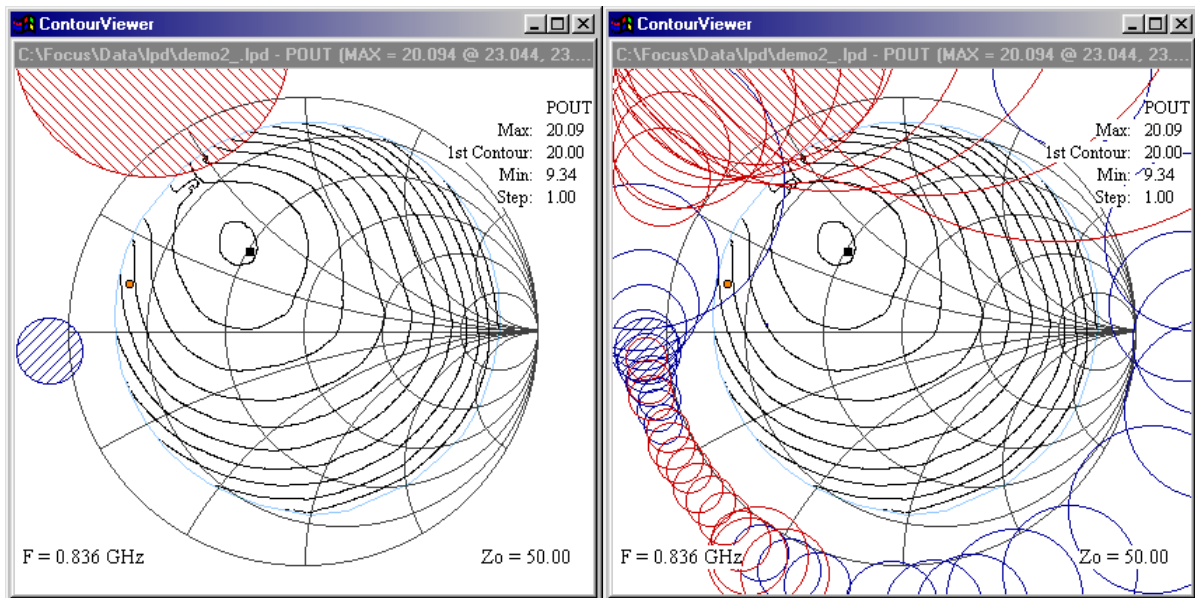 ContourViewer
C:\Focus\Data\lpd\demo2_.lpd - POUT (MAX = 20.094 @ 23.044, 23....
POUT
Max: 20.09
1st Contour: 20.00
Min: 9.34
Step: 1.00
F = 0.836 GHz
Zo = 50.00
ContourViewer
C:\Focus\Data\lpd\demo2_.lpd - POUT (MAX = 20.094 @ 23.044, 23....
POUT
Max: 20.09
1st Contour: 20.00
Min: 9.34
Step: 1.00
F = 0.836 GHz
Zo = 50.00